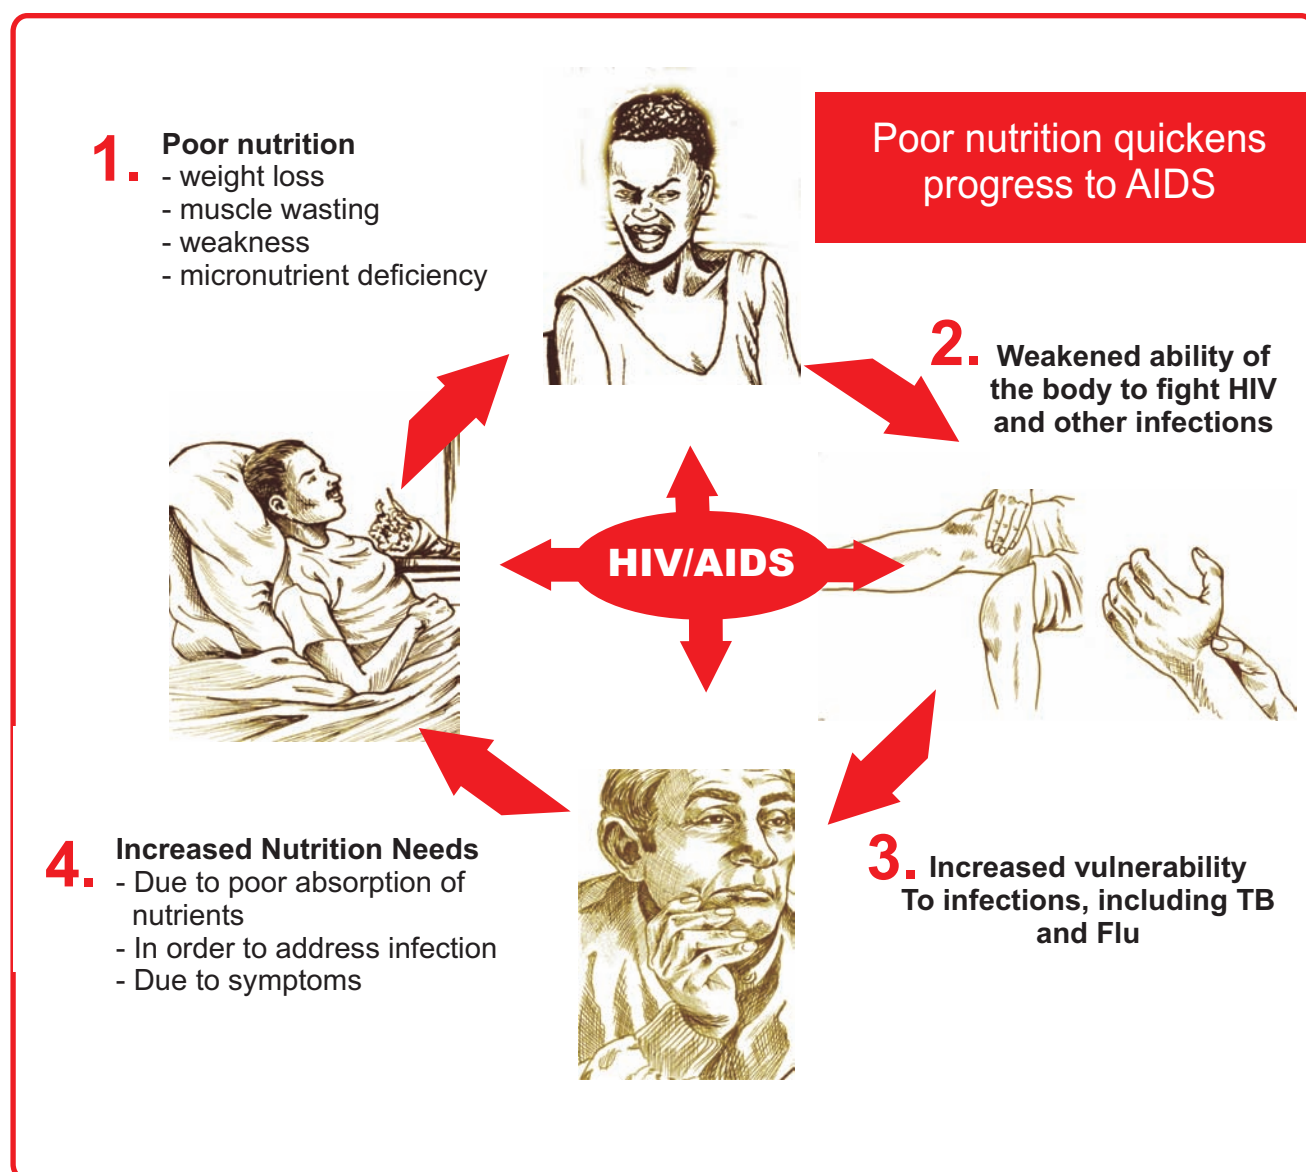 1. Poor nutrition
- weight loss
- muscle wasting
- weakness
- micronutrient deficiency
Poor nutrition quickens
progress to AIDS
2. Weakened ability of
the body to fight HIV
and other infections
HIV/AIDS
3. Increased vulnerability
To infections, including TB
and Flu
4. Increased Nutrition Needs
- Due to poor absorption of
nutrients
- In order to address infection
- Due to symptoms